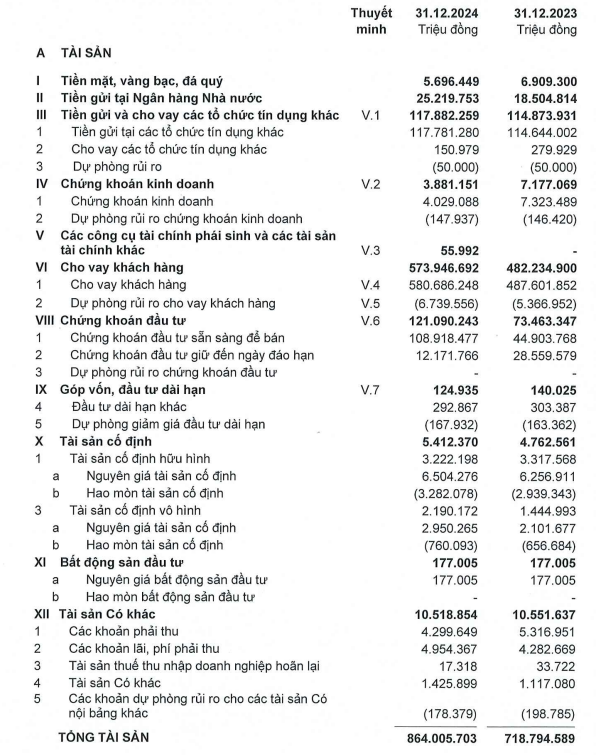 Thuyết 31.12.2024 31.12.2023
minh Triệu đồng Triệu đồng
A TÀI SẢN
I Tiền mặt, vàng bạc, đá quý 5.696.449 6.909.300
II Tiền gửi tại Ngân hàng Nhà nước 25.219.753 18.504.814
III Tiền gửi và cho vay các tổ chức tín dụng khác V.1 117.882.259 114.873.931
1 Tiền gửi tại các tổ chức tín dụng khác 117.781.280 114.644.002
2 Cho vay các tổ chức tín dụng khác 150.979 279.929
3 Dự phòng rủi ro (50.000) (50.000)
IV Chứng khoán kinh doanh V.2 3.881.151 7.177.069
1 Chứng khoán kinh doanh 4.029.088 7.323.489
2 Dự phòng rủi ro chứng khoán kinh doanh (147.937) (146.420)
V Các công cụ tài chính phái sinh và các tài sản
tài chính khác V.3 55.992 -
VI Cho vay khách hàng 573.946.692 482.234.900
1 Cho vay khách hàng V.4 580.686.248 487.601.852
2 Dự phòng rủi ro cho vay khách hàng V.5 (6.739.556) (5.366.952)
VIII Chứng khoán đầu tư V.6 121.090.243 73.463.347
1 Chứng khoán đầu tư sẵn sàng để bán 108.918.477 44.903.768
2 Chứng khoán đầu tư giữ đến ngày đáo hạn 12.171.766 28.559.579
3 Dự phòng rủi ro chứng khoán đầu tư - -
IX Góp vốn, đầu tư dài hạn V.7 124.935 140.025
4 Đầu tư dài hạn khác 292.867 303.387
5 Dự phòng giảm giá đầu tư dài hạn (167.932) (163.362)
X Tài sản cố định 5.412.370 4.762.561
1 Tài sản cố định hữu hình 3.222.198 3.317.568
a Nguyên giá tài sản cố định 6.504.276 6.256.911
b Hao mòn tài sản cố định (3.282.078) (2.939.343)
3 Tài sản cố định vô hình 2.190.172 1.444.993
a Nguyên giá tài sản cố định 2.950.265 2.101.677
b Hao mòn tài sản cố định (760.093) (656.684)
XI Bất động sản đầu tư 177.005 177.005
a Nguyên giá bất động sản đầu tư 177.005 177.005
b Hao mòn bất động sản đầu tư - -
XII Tài sản Có khác 10.518.854 10.551.637
1 Các khoản phải thu 4.299.649 5.316.951
2 Các khoản lãi, phí phải thu 4.954.367 4.282.669
3 Tài sản thuế thu nhập doanh nghiệp hoãn lại 17.318 33.722
4 Tài sản Có khác 1.425.899 1.117.080
5 Các khoản dự phòng rủi ro cho các tài sản Có
nội bảng khác (178.379) (198.785)
TỔNG TÀI SẢN 864.005.703 718.794.589